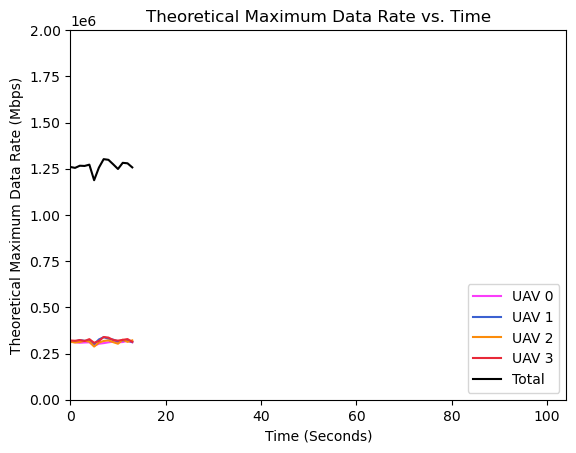 Theoretical Maximum Data Rate vs. Time
1e6
2.00
1.75
1.50
1.25
1.00
0.75
0.50
0.25
0.00
Theoretical Maximum Data Rate (Mbps)
0 20 40 60 80 100
Time (Seconds)
UAV 0
UAV 1
UAV 2
UAV 3
Total